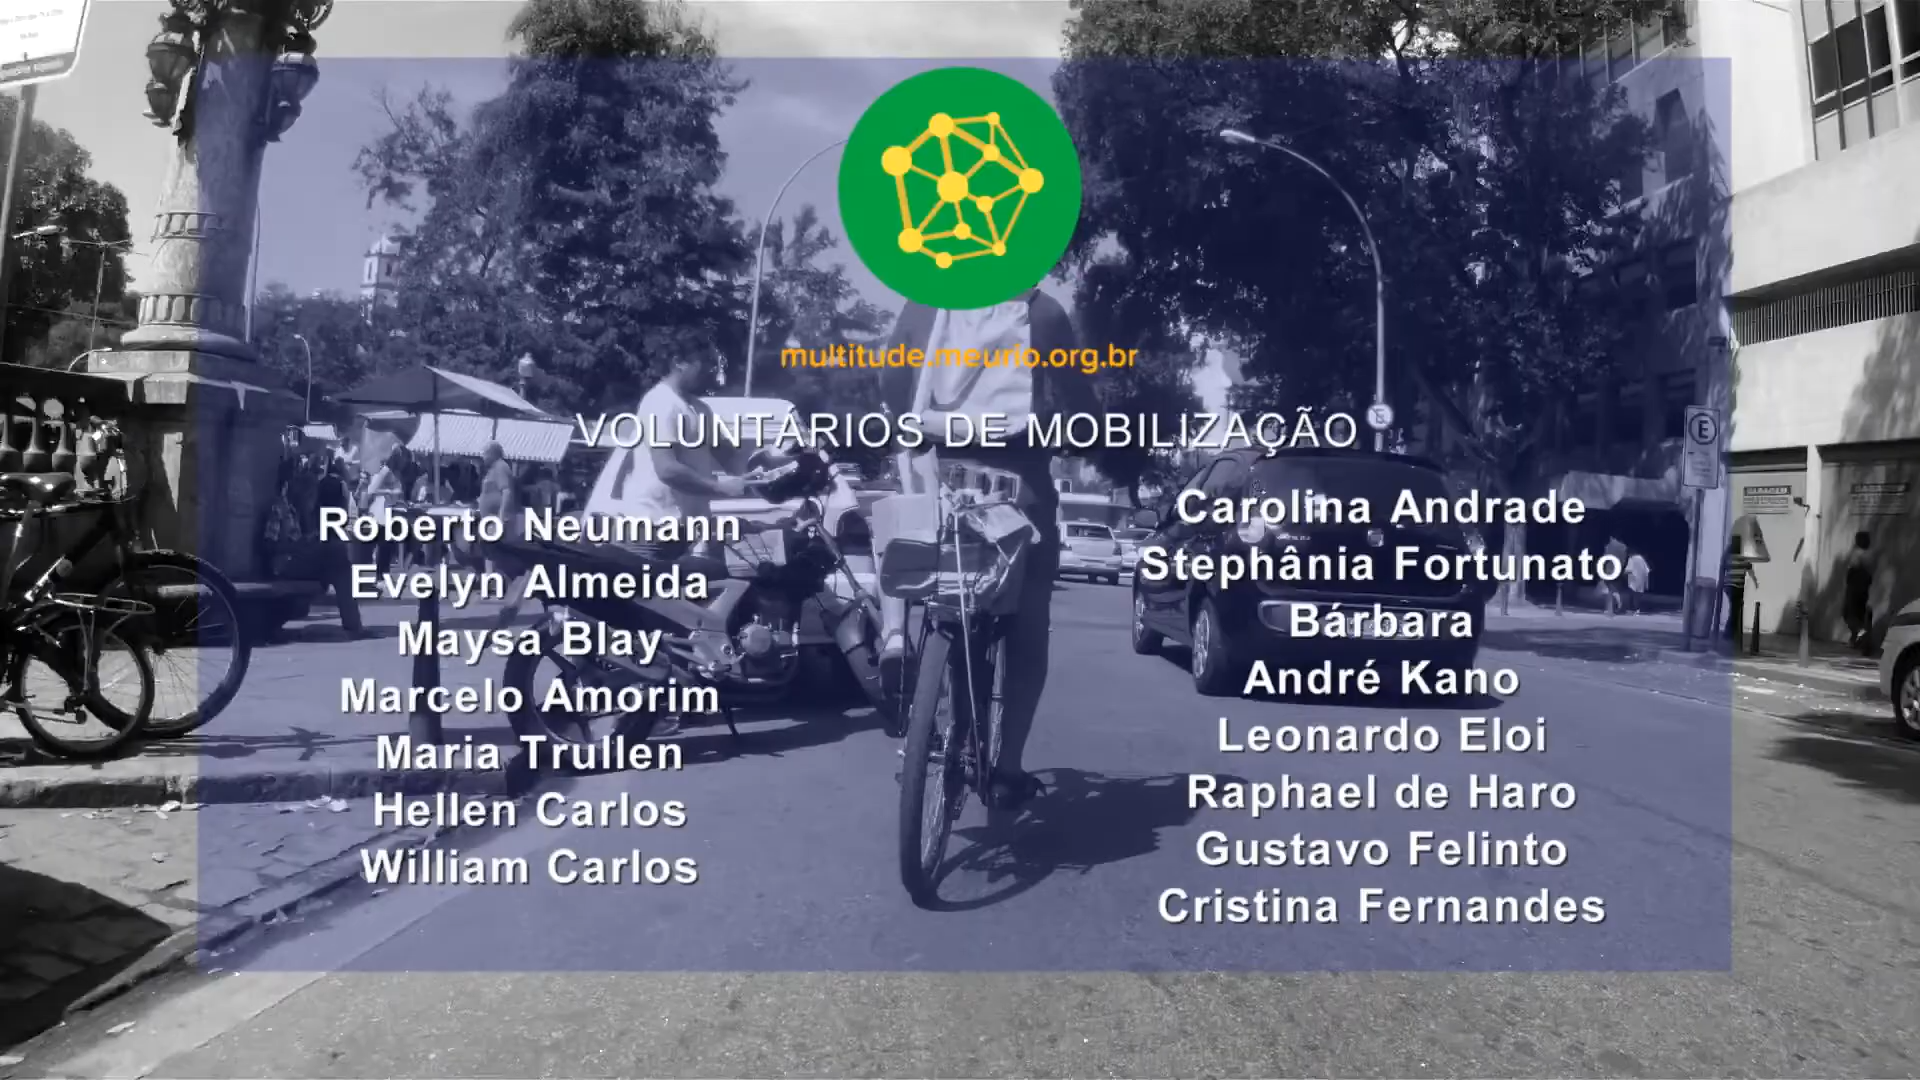 multitude.meurio.org.br
VOLUNTÁRIOS DE MOBILIZAÇÃO
Roberto Neumann
Evelyn Almeida
Maysa Blay
Marcelo Amorim
Maria Trullen
Hellen Carlos
William Carlos
Carolina Andrade
Stephânia Fortunato
Bárbara
André Kano
Leonardo Eloi
Raphael de Haro
Gustavo Felinto
Cristina Fernandes
E